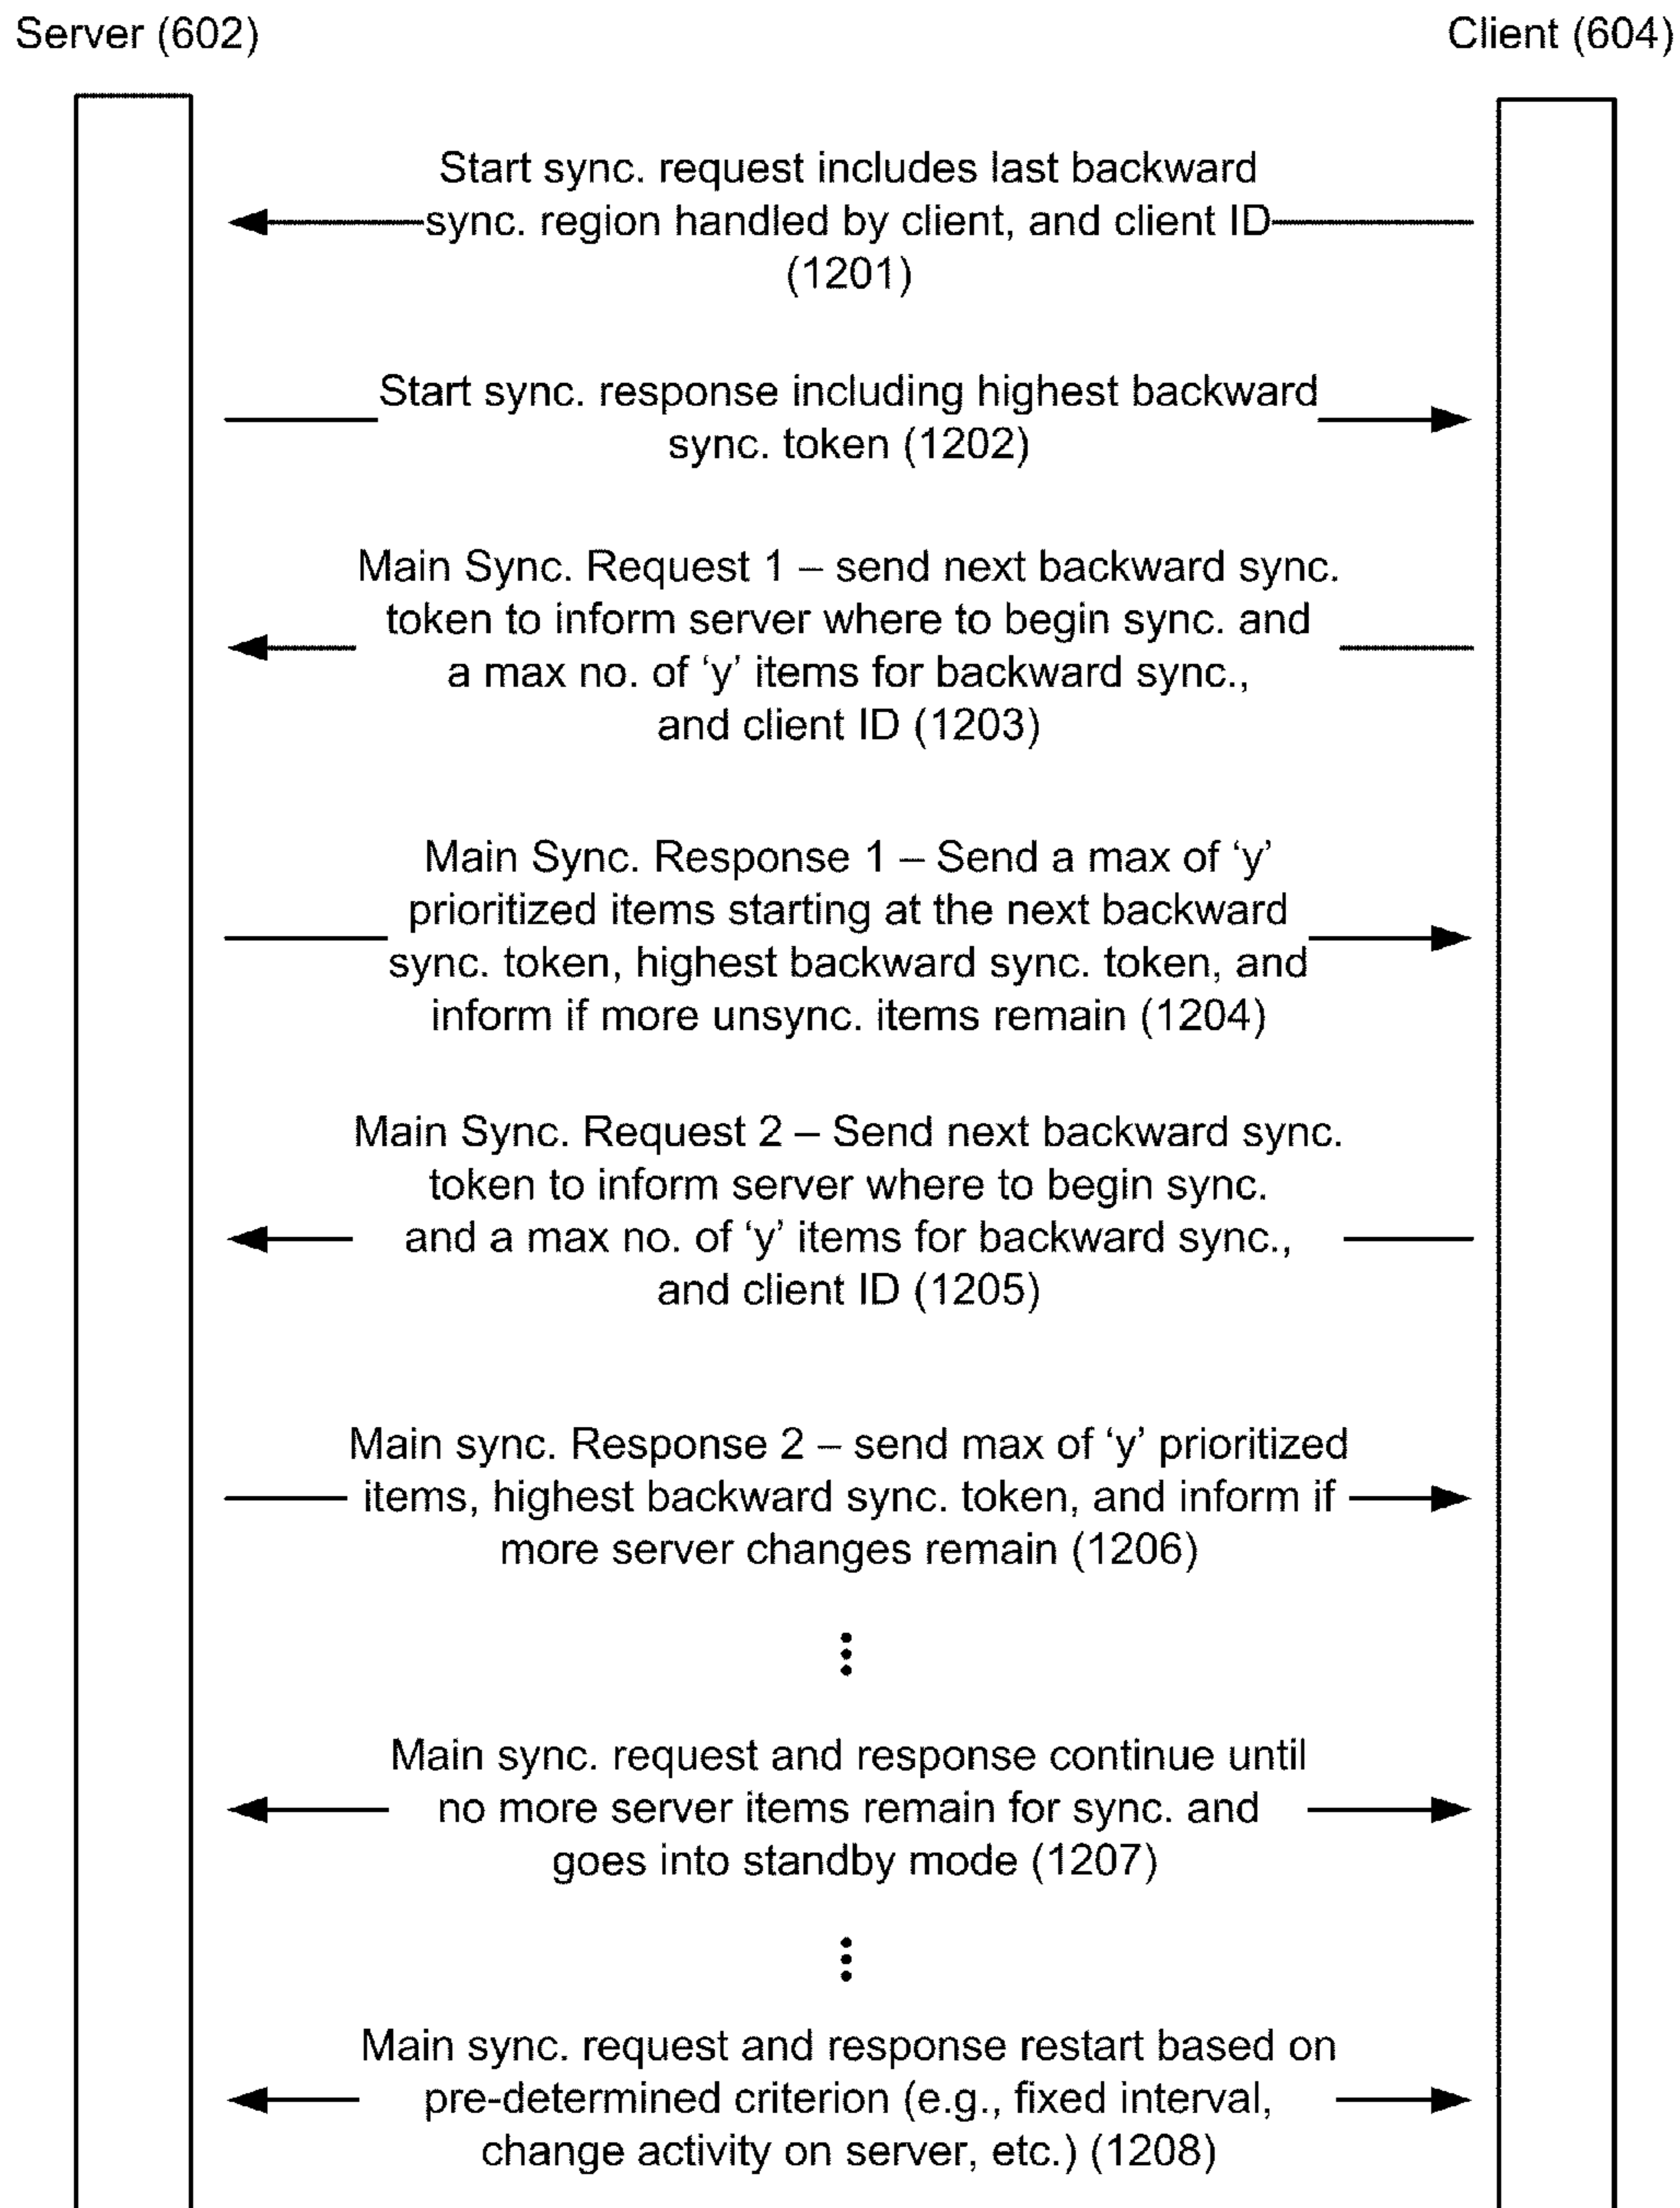 Server (602)
Client (604)
Start sync. request includes last backward
sync. region handled by client, and client ID
(1201)
Start sync. response including highest backward
sync. token (1202)
Main Sync. Request 1 – send next backward sync.
token to inform server where to begin sync. and
a max no. of ‘y’ items for backward sync.,
and client ID (1203)
Main Sync. Response 1 – Send a max of ‘y’
prioritized items starting at the next backward
sync. token, highest backward sync. token, and
inform if more unsync. items remain (1204)
Main Sync. Request 2 – Send next backward sync.
token to inform server where to begin sync.
and a max no. of ‘y’ items for backward sync.,
and client ID (1205)
Main sync. Response 2 – send max of ‘y’ prioritized
items, highest backward sync. token, and inform if
more server changes remain (1206)
Main sync. request and response continue until
no more server items remain for sync. and
goes into standby mode (1207)
Main sync. request and response restart based on
pre-determined criterion (e.g., fixed interval,
change activity on server, etc.) (1208)